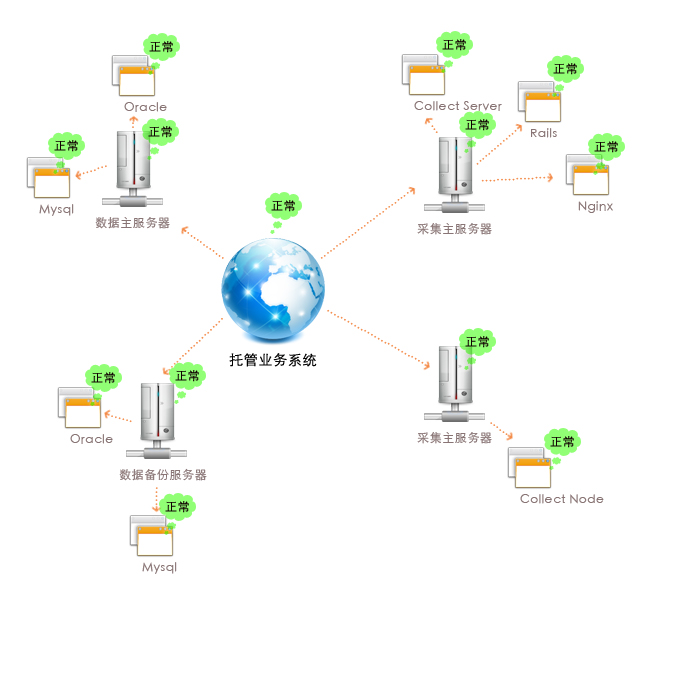 正常
正常
正常
Oracle
Collect Server
Rails
正常
正常
正常
正常
Mysql
数据主服务器
采集主服务器
Nginx
正常
托管业务系统
正常
正常
正常
Oracle
采集主服务器
正常
数据备份服务器
Collect Node
正常
Mysql